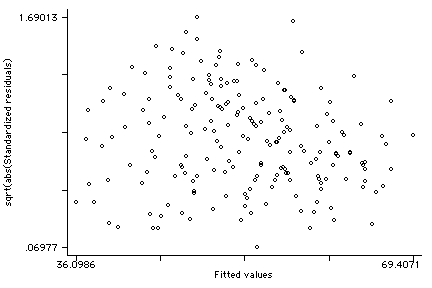 1.69013
sqrt(abs(Standardized residuals)
.06977
36.0986
69.4071
Fitted values